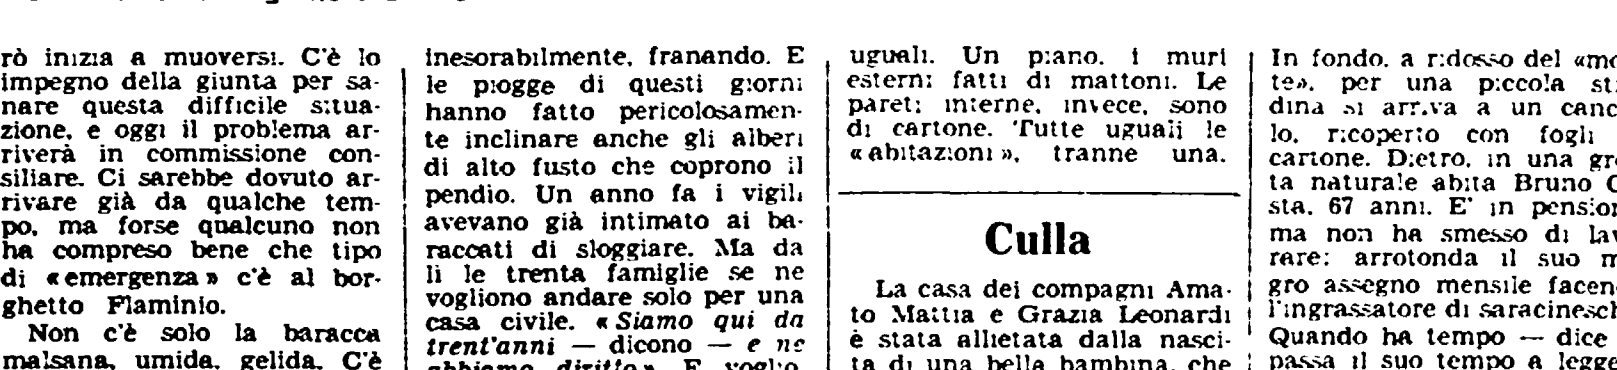 rò inizia a muoversi. C'è lo
impegno della giunta per sa-
nare questa difficile situa-
zione, e oggi il problema ar-
riverà in commissione con-
siliare. Ci sarebbe dovuto ar-
rivare già da qualche tem-
po, ma forse qualcuno non
ha compreso bene che tipo
di «emergenza» c'è al bor-
ghetto Flaminio.
Non c'è solo la baracca
malsana, umida, gelida. C'è
inesorabilmente, franando. E
le piogge di questi giorni
hanno fatto pericolosamen-
te inclinare anche gli alberi
di alto fusto che coprono il
pendio. Un anno fa i vigili
avevano già intimato ai ba-
raccati di sloggiare. Ma da
lì le trenta famiglie se ne
vogliono andare solo per una
casa civile. «Siamo qui da
trent'anni — dicono — e ne
abbiamo diritto». E voglio-
uguali. Un piano, i muri
esterni fatti di mattoni. Le
pareti interne, invece, sono
di cartone. Tutte uguali le
«abitazioni», tranne una.
Culla
La casa dei compagni Ama-
to Mattia e Grazia Leonardi
è stata allietata dalla nasci-
ta di una bella bambina, che
In fondo, a ridosso del «mo
te», per una piccola st
dina si arriva a un canc
lo, ricoperto con fogli
cartone. Dietro, in una gr
ta naturale abita Bruno C
sta, 67 anni. E' in pension
ma non ha smesso di lav
rare: arrotonda il suo m
gro assegno mensile facen
l'ingrassatore di saracinesch
Quando ha tempo — dice
passa il suo tempo a legge